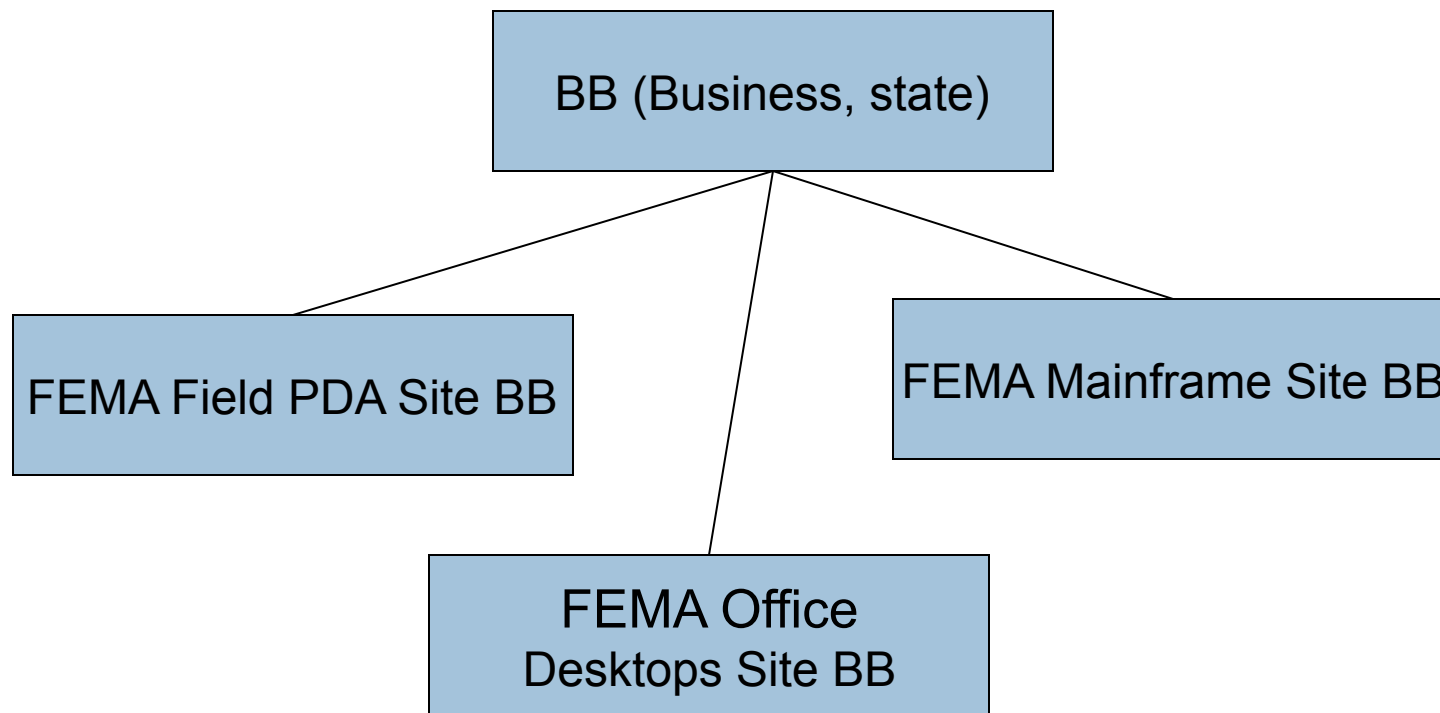 BB (Business, state)
FEMA Field PDA Site BB
FEMA Mainframe Site BB
FEMA Office
Desktops Site BB